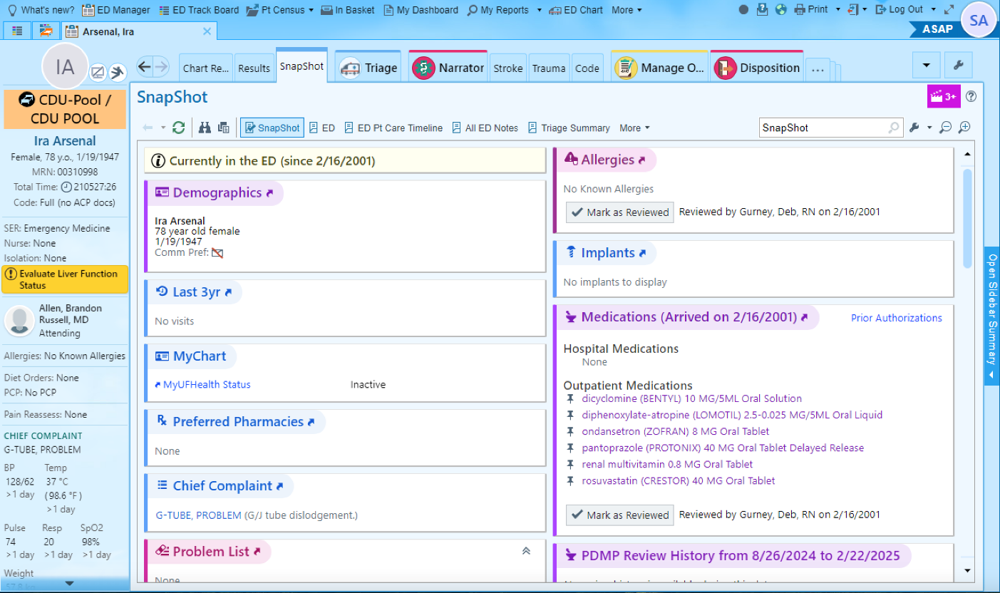 What's new?
ED Manager
ED Track Board
Pt Census
In Basket
My Dashboard
My Reports
ED Chart
More
Print
Log Out
SA
Arsenal, Ira
ASAP
IA
Chart Re...
Results
SnapShot
Triage
Narrator
Stroke
Trauma
Code
Manage O...
Disposition
...
CDU-Pool /
CDU POOL
Ira Arsenal
Female, 78 y.o., 1/19/1947
MRN: 00310998
Total Time: 210527:26
Code: Full (no ACP docs)
SER: Emergency Medicine
Nurse: None
Isolation: None
Evaluate Liver Function
Status
Allen, Brandon
Russell, MD
Attending
Allergies: No Known Allergies
Diet Orders: None
PCP: No PCP
Pain Reassess: None
CHIEF COMPLAINT
G-TUBE, PROBLEM
BP Temp
128/62 37 °C
>1 day (98.6 °F)
>1 day
Pulse Resp SpO2
74 20 98%
>1 day >1 day >1 day
Weight
SnapShot
3+
SnapShot
ED
ED Pt Care Timeline
All ED Notes
Triage Summary
More
SnapShot
Currently in the ED (since 2/16/2001)
Demographics
Ira Arsenal
78 year old female
1/19/1947
Comm Pref:
Last 3yr
No visits
MyChart
MyUFHealth Status Inactive
Preferred Pharmacies
None
Chief Complaint
G-TUBE, PROBLEM (G/J tube dislodgement.)
Problem List
None
Allergies
No Known Allergies
Mark as Reviewed Reviewed by Gurney, Deb, RN on 2/16/2001
Implants
No implants to display
Medications (Arrived on 2/16/2001) Prior Authorizations
Hospital Medications
None
Outpatient Medications
dicyclomine (BENTYL) 10 MG/5ML Oral Solution
diphenoxylate-atropine (LOMOTIL) 2.5-0.025 MG/5ML Oral Liquid
ondansetron (ZOFRAN) 8 MG Oral Tablet
pantoprazole (PROTONIX) 40 MG Oral Tablet Delayed Release
renal multivitamin 0.8 MG Oral Tablet
rosuvastatin (CRESTOR) 40 MG Oral Tablet
Mark as Reviewed Reviewed by Gurney, Deb, RN on 2/16/2001
PDMP Review History from 8/26/2024 to 2/22/2025
Open Sidebar Summary